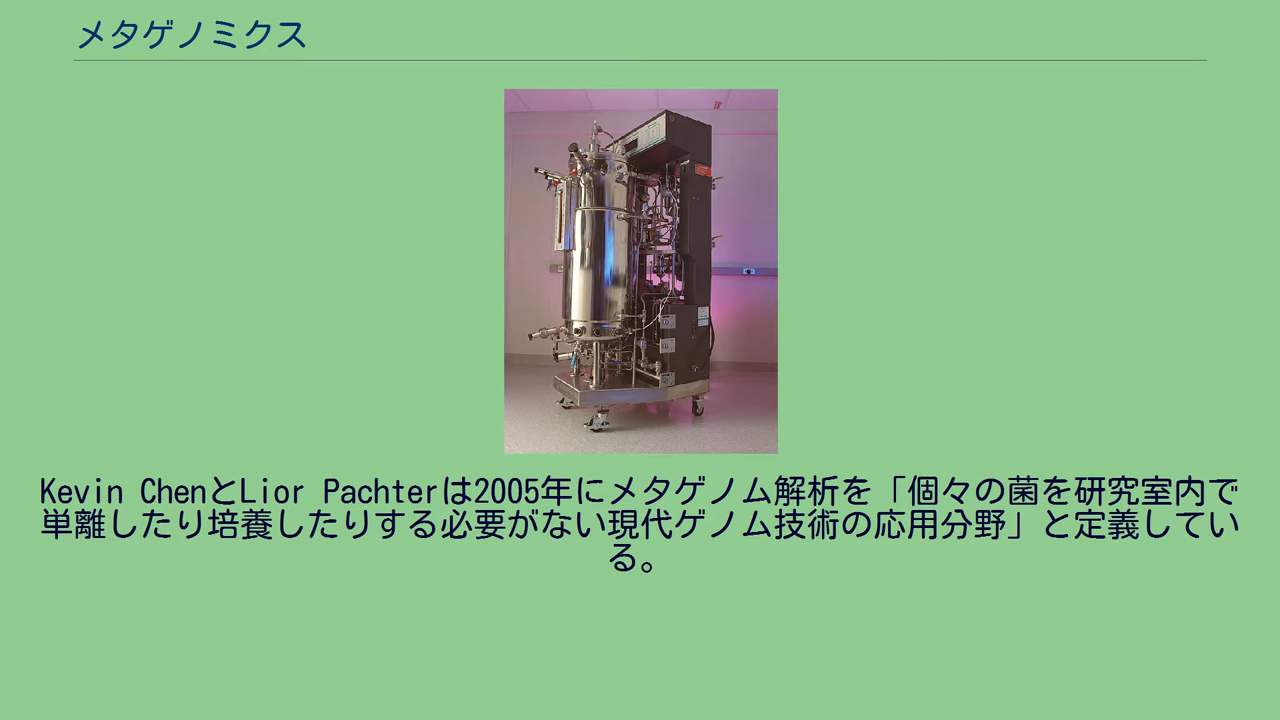 メタゲノミクス
Kevin ChenとLior Pachterは2005年にメタゲノム解析を「個々の菌を研究室内で
単離したり培養したりする必要がない現代ゲノム技術の応用分野」と定義してい
る。